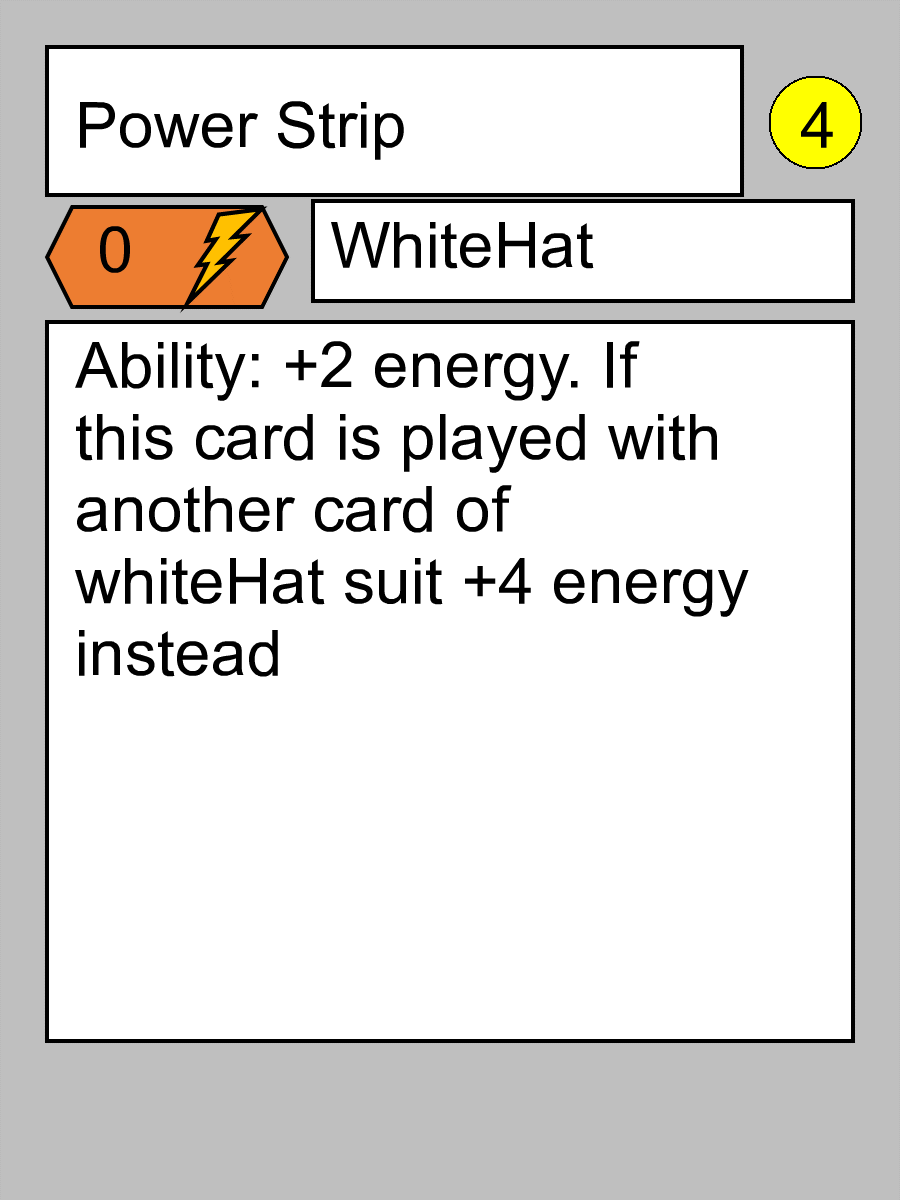 Power Strip
4
0
WhiteHat
Ability: +2 energy. If
this card is played with
another card of
whiteHat suit +4 energy
instead